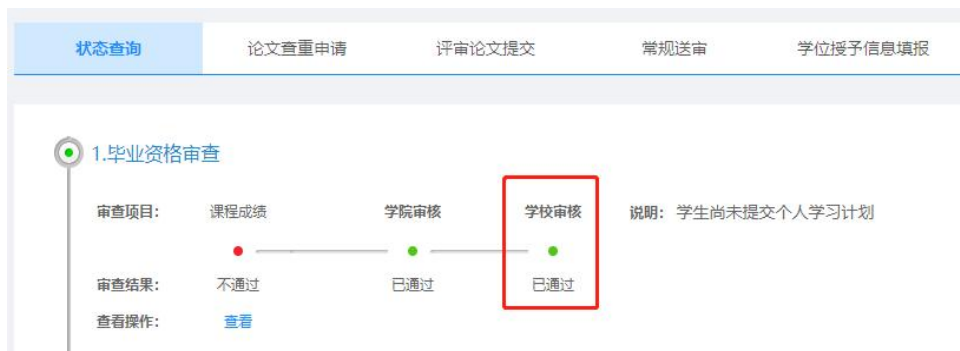 状态查询 论文查重申请 评审论文提交 常规送审 学位授予信息填报
1.毕业资格审查
审查项目： 课程成绩 学院审核 学校审核 说明： 学生尚未提交个人学习计划
审查结果： 不通过 已通过 已通过
查看操作： 查看